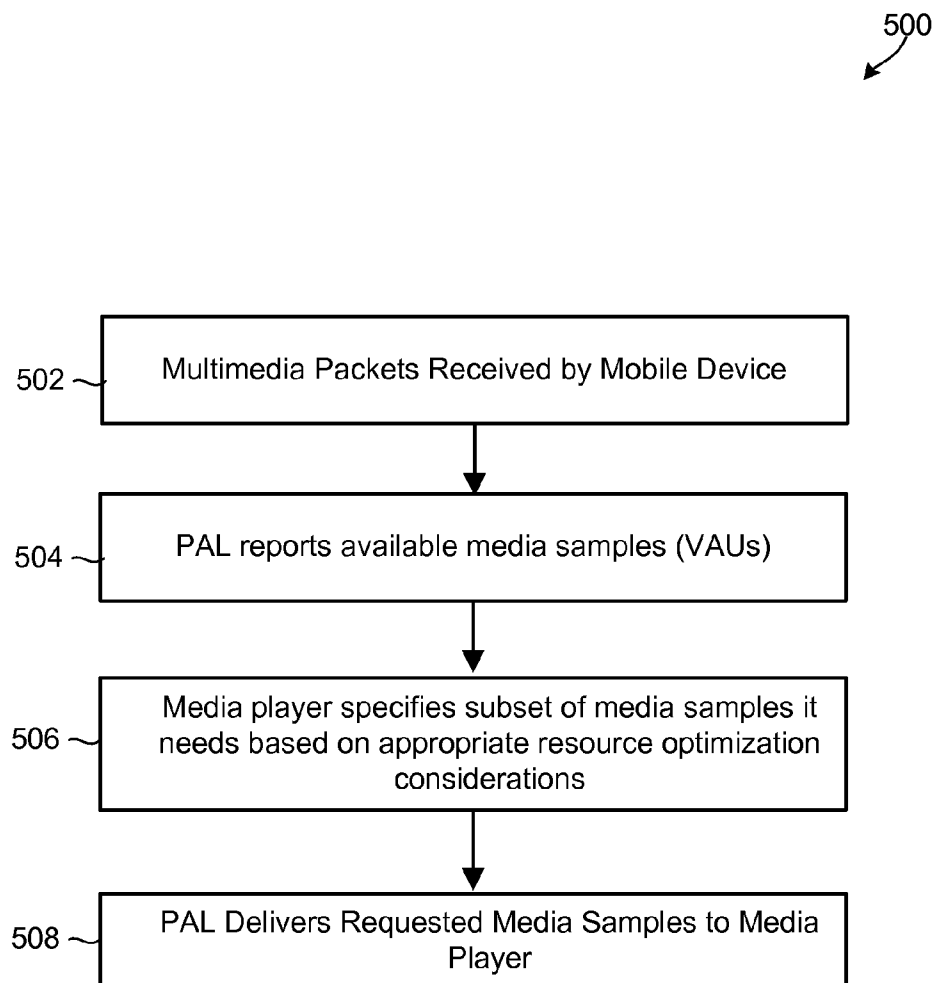 500
502
Multimedia Packets Received by Mobile Device
504
PAL reports available media samples (VAUs)
506
Media player specifies subset of media samples it
needs based on appropriate resource optimization
considerations
508
PAL Delivers Requested Media Samples to Media
Player